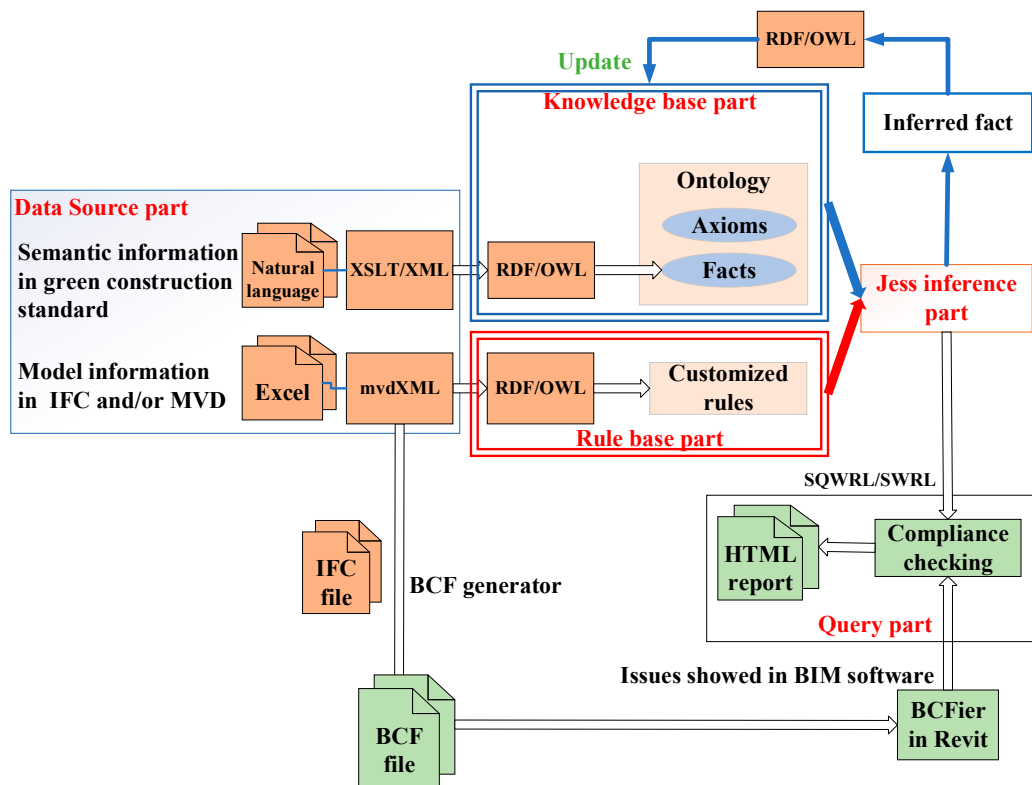 RDF/OWL
Update
Knowledge base part
Inferred fact
Ontology
Axioms
Facts
Data Source part
Semantic information
in green construction
standard
Natural
language
XSLT/XML
RDF/OWL
Jess inference
part
Model information
in IFC and/or MVD
Excel
mvdXML
RDF/OWL
Customized
rules
Rule base part
SQWRL/SWRL
HTML
report
Compliance
checking
Query part
IFC
file
BCF generator
Issues showed in BIM software
BCF
file
BCFier
in Revit